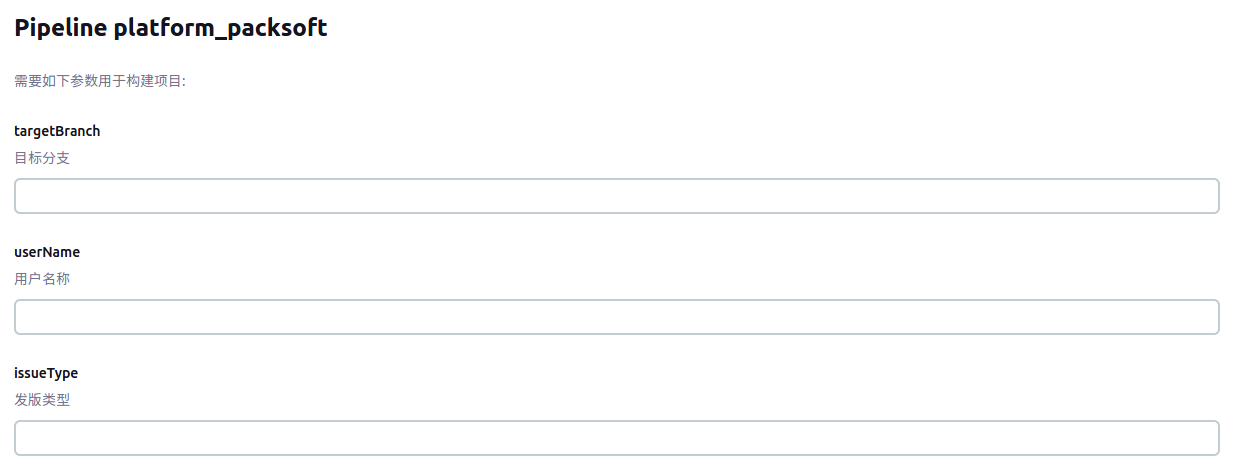 Pipeline platform_packsoft
需要如下参数用于构建项目:
targetBranch
目标分支
userName
用户名称
issueType
发版类型